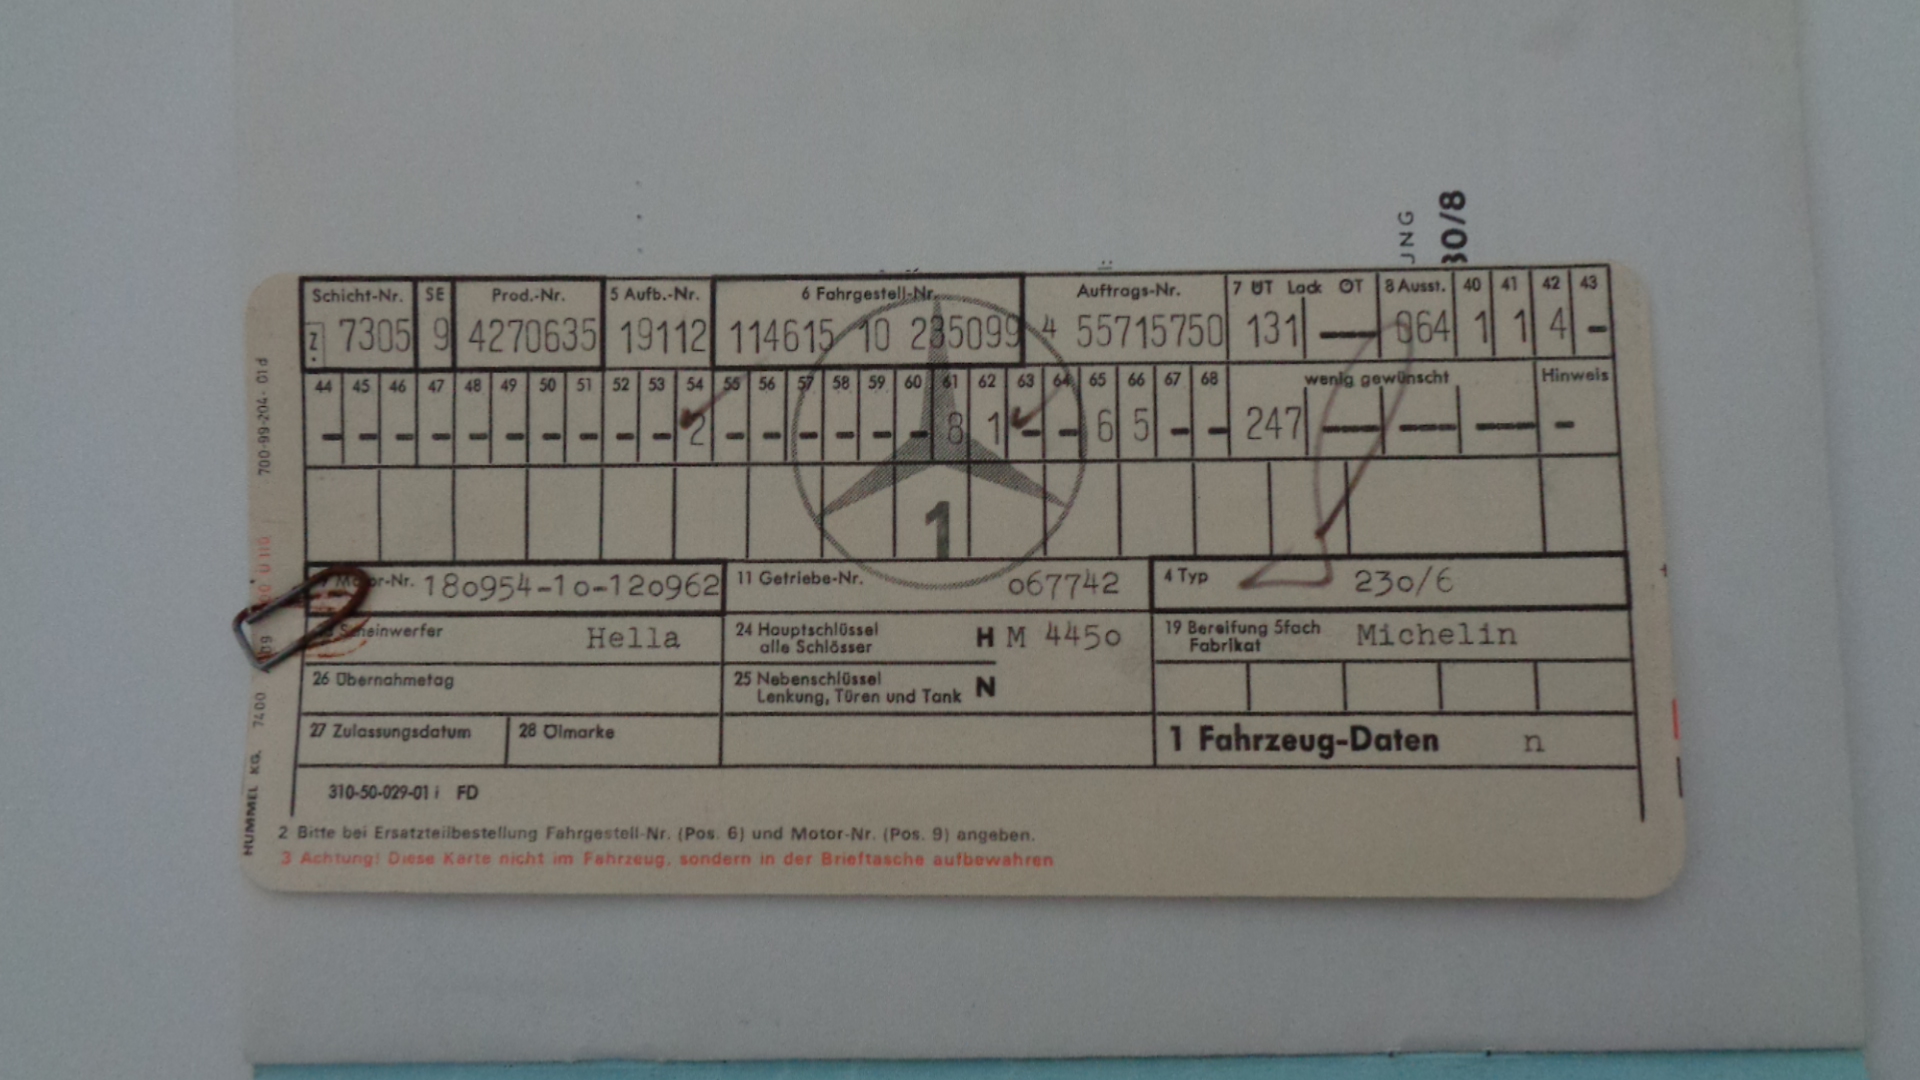 JNG
30/8
Schicht-Nr. SE Prod.-Nr. 5 Aufb.-Nr. 6 Fahrgestell-Nr. Auftrags-Nr. 7 UT Lack OT 8 Ausst. 40 41 42 43
Z 7305 9 4270635 19112 114615 10 235099 4 55715750 131 — 064 1 1 4 -
44 45 46 47 48 49 50 51 52 53 54 55 56 57 58 59 60 61 62 63 64 65 66 67 68 wenig gewünscht Hinweis
- - - - - - - - - - 2 - - - - - - 8 1 - - 6 5 - - 247 — — — -
1
9 Motor-Nr. 180954-10-120962 11 Getriebe-Nr. 067742 4 Typ 230/6
Scheinwerfer Hella 24 Hauptschlüssel alle Schlösser H M 4450 19 Bereifung 5fach Fabrikat Michelin
26 Übernahmetag 25 Nebenschlüssel Lenkung, Türen und Tank N
27 Zulassungsdatum 28 Ölmarke 1 Fahrzeug-Daten n
310-50-029-01 i FD
2 Bitte bei Ersatzteilbestellung Fahrgestell-Nr. (Pos. 6) und Motor-Nr. (Pos. 9) angeben.
3 Achtung! Diese Karte nicht im Fahrzeug, sondern in der Brieftasche aufbewahren
HUMMEL KG. 7400
700-99-204- 01 d